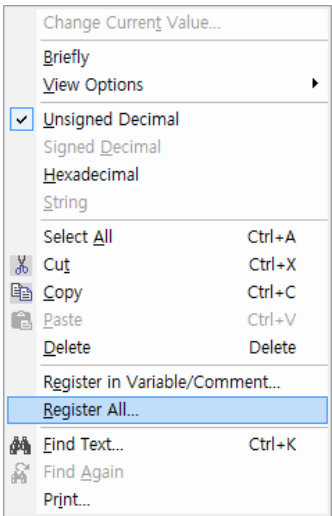 Change Current Value...
Briefly
View Options
Unsigned Decimal
Signed Decimal
Hexadecimal
String
Select All Ctrl+A
Cut Ctrl+X
Copy Ctrl+C
Paste Ctrl+V
Delete Delete
Register in Variable/Comment...
Register All...
Find Text... Ctrl+K
Find Again
Print...